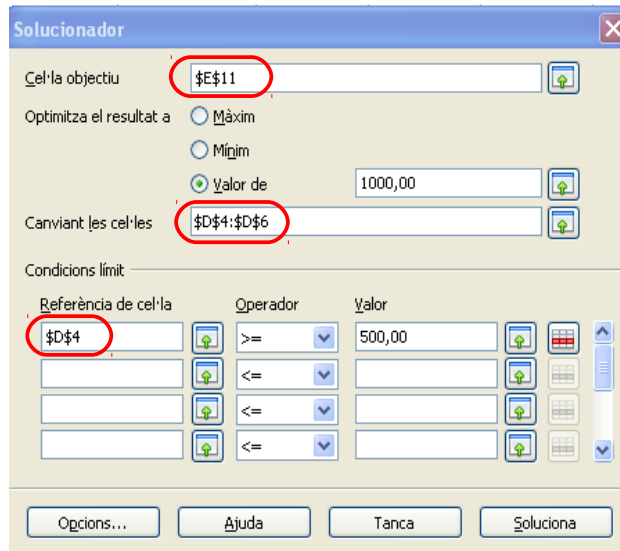 Solucionador
Cel·la objectiu $E$11
Optimitza el resultat a Màxim
Mínim
Valor de 1000,00
Canviant les cel·les $D$4:$D$6
Condicions límit
Referència de cel·la Operador Valor
$D$4 >= 500,00
<=
<=
<=
Opcions... Ajuda Tanca Soluciona